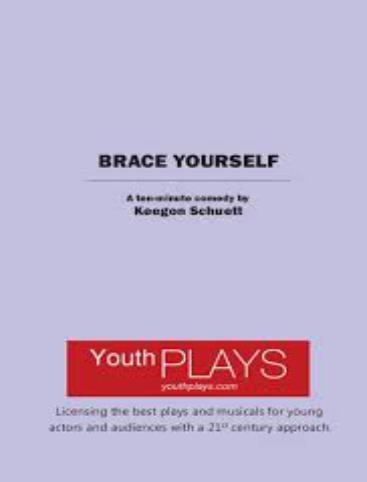 BRACE YOURSELF
A ten-minute comedy by
Keegon Schuett
Youth PLAYS
youthplays.com
Licensing the best plays and musicals for young
actors and audiences with a 21st century approach